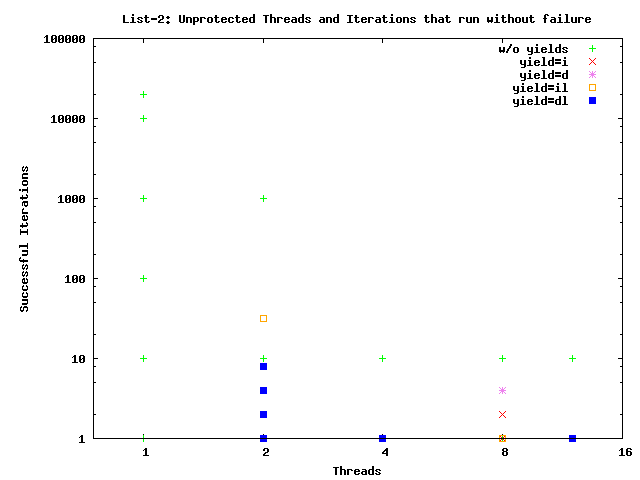 List-2: Unprotected Threads and Iterations that run without failure
100000
10000
1000
100
10
1
Successful Iterations
w/o yields
yield=i
yield=d
yield=il
yield=dl
1 2 4 8 16
Threads